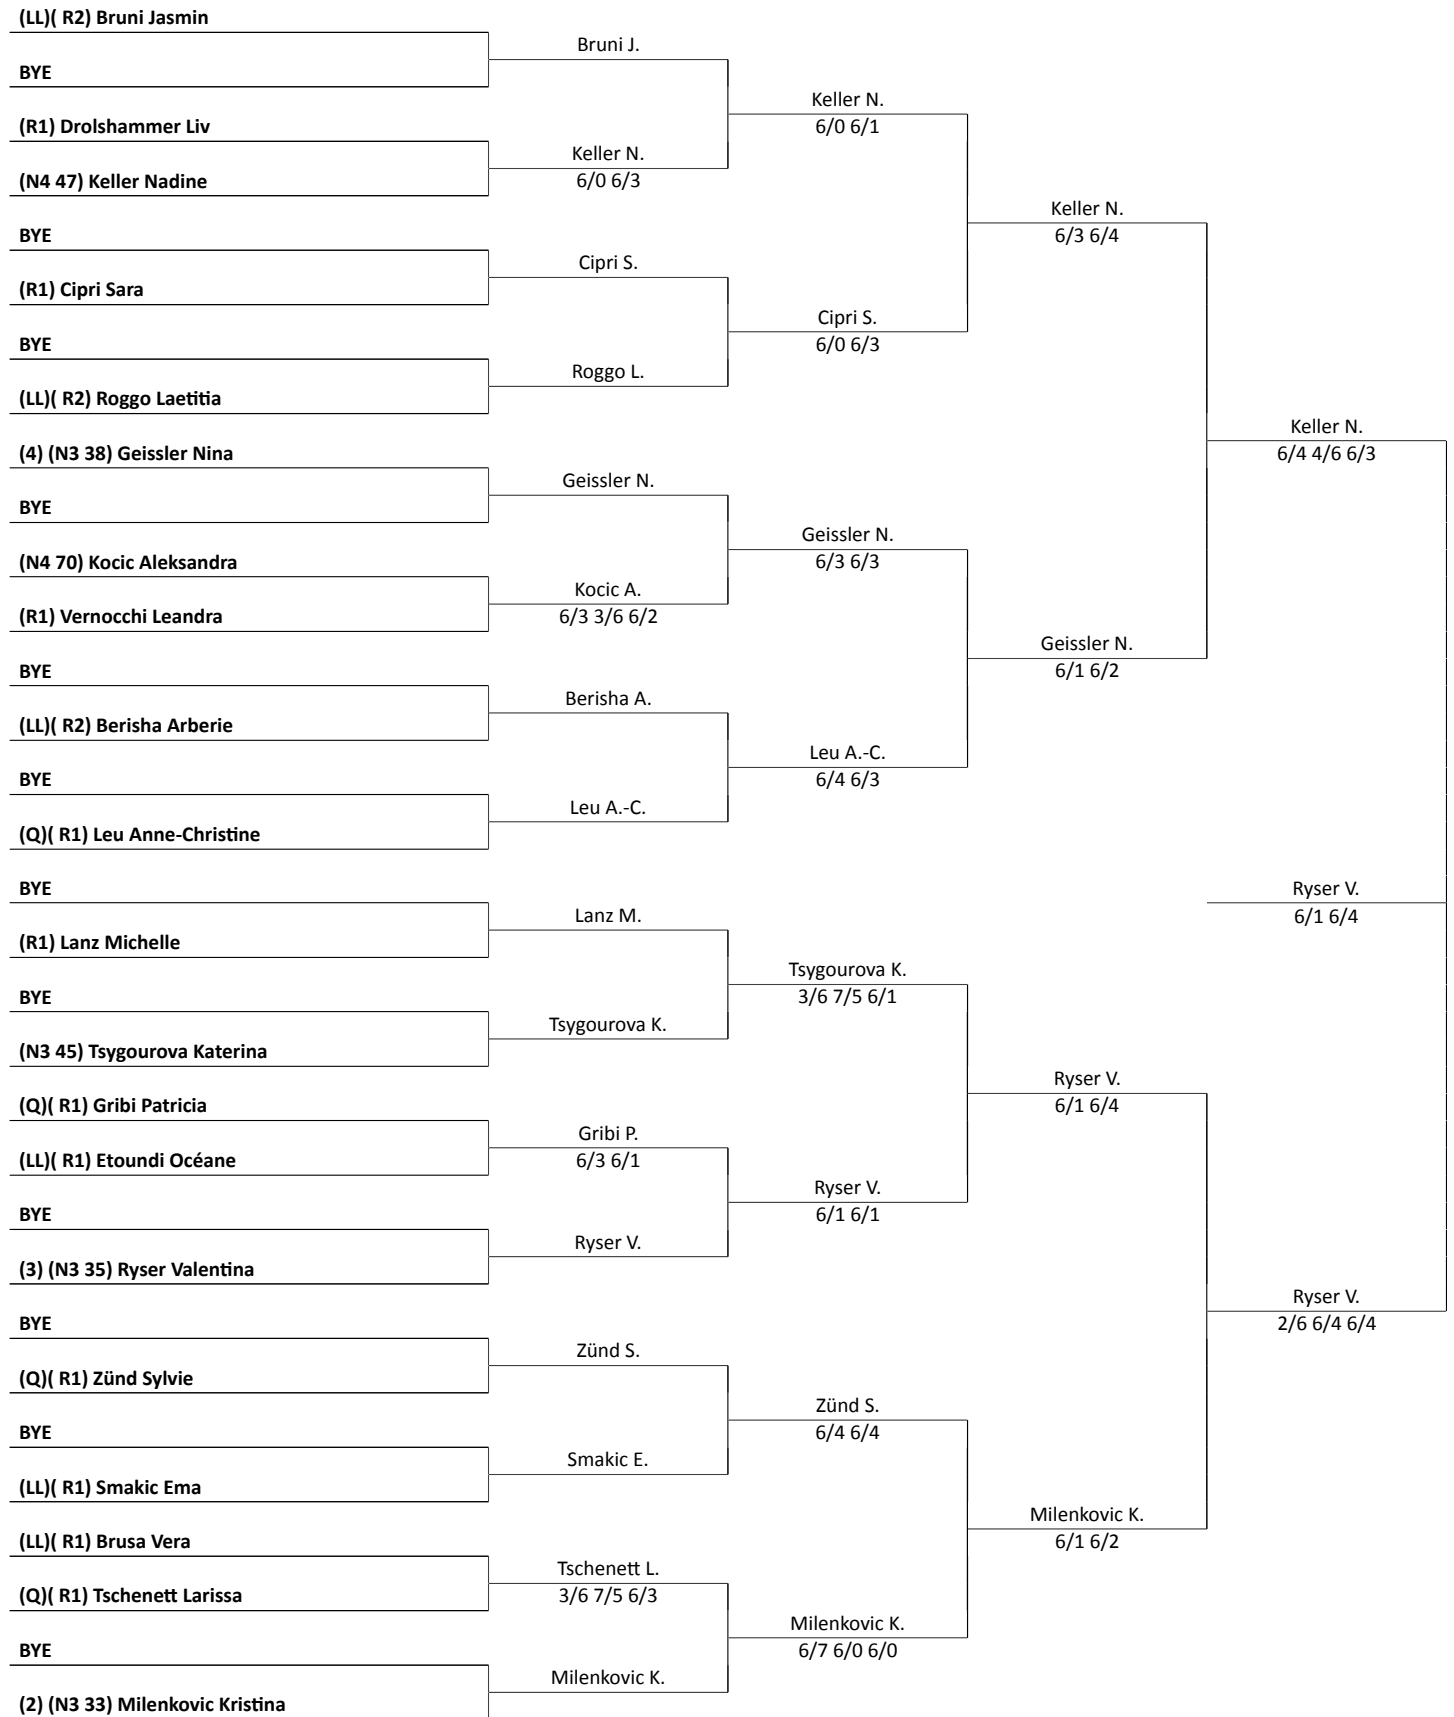 (LL)( R2) Bruni Jasmin
BYE
(R1) Drolshammer Liv
(N4 47) Keller Nadine
BYE
(R1) Cipri Sara
BYE
(LL)( R2) Roggo Laetitia
(4) (N3 38) Geissler Nina
BYE
(N4 70) Kocic Aleksandra
(R1) Vernocchi Leandra
BYE
(LL)( R2) Berisha Arberie
BYE
(Q)( R1) Leu Anne-Christine
BYE
(R1) Lanz Michelle
BYE
(N3 45) Tsygourova Katerina
(Q)( R1) Gribi Patricia
(LL)( R1) Etoundi Océane
BYE
(3) (N3 35) Ryser Valentina
BYE
(Q)( R1) Zünd Sylvie
BYE
(LL)( R1) Smakic Ema
(LL)( R1) Brusa Vera
(Q)( R1) Tschenett Larissa
BYE
(2) (N3 33) Milenkovic Kristina
Bruni J.
Keller N.
6/0 6/3
Cipri S.
Roggo L.
Geissler N.
Kocic A.
6/3 3/6 6/2
Berisha A.
Leu A.-C.
Lanz M.
Tsygourova K.
Gribi P.
6/3 6/1
Ryser V.
Zünd S.
Smakic E.
Tschenett L.
3/6 7/5 6/3
Milenkovic K.
Keller N.
6/0 6/1
Cipri S.
6/0 6/3
Geissler N.
6/3 6/3
Leu A.-C.
6/4 6/3
Tsygourova K.
3/6 7/5 6/1
Ryser V.
6/1 6/1
Zünd S.
6/4 6/4
Milenkovic K.
6/7 6/0 6/0
Keller N.
6/3 6/4
Geissler N.
6/1 6/2
Ryser V.
6/1 6/4
Milenkovic K.
6/1 6/2
Keller N.
6/4 4/6 6/3
Ryser V.
6/1 6/4
Ryser V.
2/6 6/4 6/4